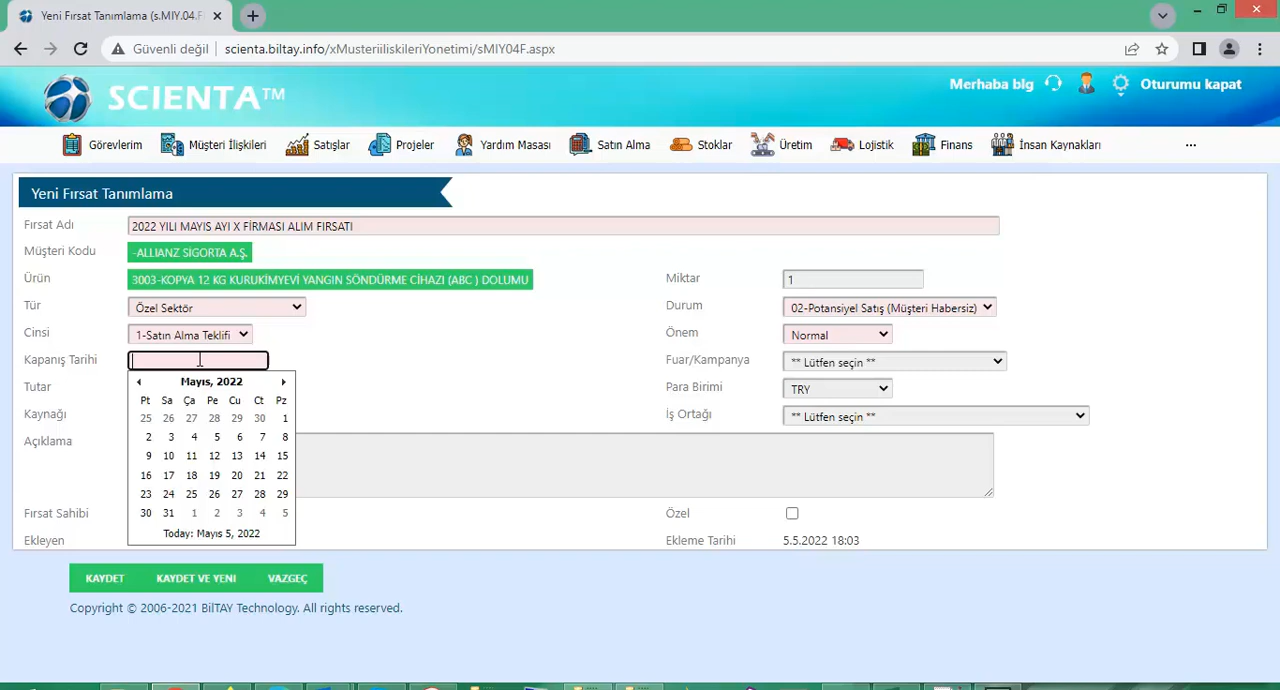 Yeni Fırsat Tanımlama (s.MIY.04.F
Güvenli değil
scienta.biltay.info/xMusteriiliskileriYonetimi/sMIY04F.aspx
SCIENTA™
Merhaba blg
Oturumu kapat
Görevlerim
Müşteri İlişkileri
Satışlar
Projeler
Yardım Masası
Satın Alma
Stoklar
Üretim
Lojistik
Finans
İnsan Kaynakları
...
Yeni Fırsat Tanımlama
Fırsat Adı 2022 YILI MAYIS AYI X FİRMASI ALIM FIRSATI
Müşteri Kodu -ALLIANZ SİGORTA A.Ş.
Ürün 3003-KOPYA 12 KG KURUKİMYEVİ YANGIN SÖNDÜRME CİHAZI (ABC ) DOLUMU Miktar 1
Tür Özel Sektör Durum 02-Potansiyel Satış (Müşteri Habersiz)
Cinsi 1-Satın Alma Teklifi Önem Normal
Kapanış Tarihi Fuar/Kampanya ** Lütfen seçin **
Mayıs, 2022
Tutar Para Birimi TRY
Pt Sa Ça Pe Cu Ct Pz
Kaynağı İş Ortağı ** Lütfen seçin **
25 26 27 28 29 30 1
Açıklama
2 3 4 5 6 7 8
9 10 11 12 13 14 15
16 17 18 19 20 21 22
23 24 25 26 27 28 29
30 31 1 2 3 4 5
Fırsat Sahibi Özel
Today: Mayıs 5, 2022
Ekleyen Ekleme Tarihi 5.5.2022 18:03
KAYDET KAYDET VE YENİ VAZGEÇ
Copyright © 2006-2021 BilTAY Technology. All rights reserved.